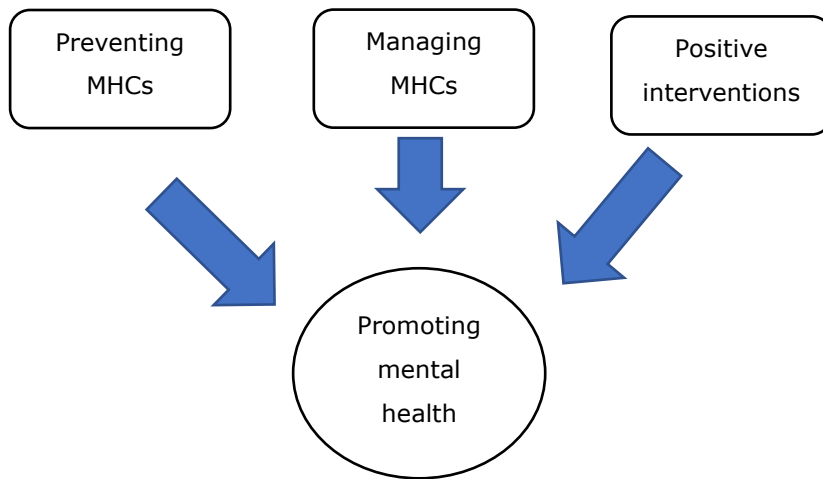 Preventing
MHCs
Managing
MHCs
Positive
interventions
Promoting
mental
health